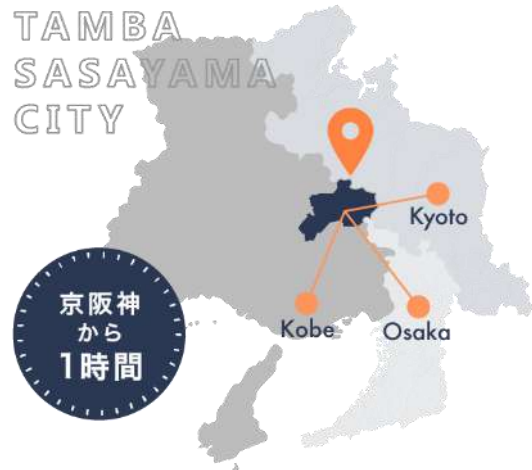 TAMBA
SASAYAMA
CITY
Kyoto
Kobe
Osaka
京阪神
から
1時間